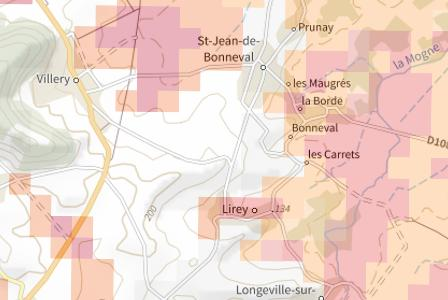 Prunay
St-Jean-de-
Bonneval
la Mogne
Villery
les Maugrés
la Borde
Bonneval
D108
les Carrets
200
Lirey
.134
Longeville-sur-